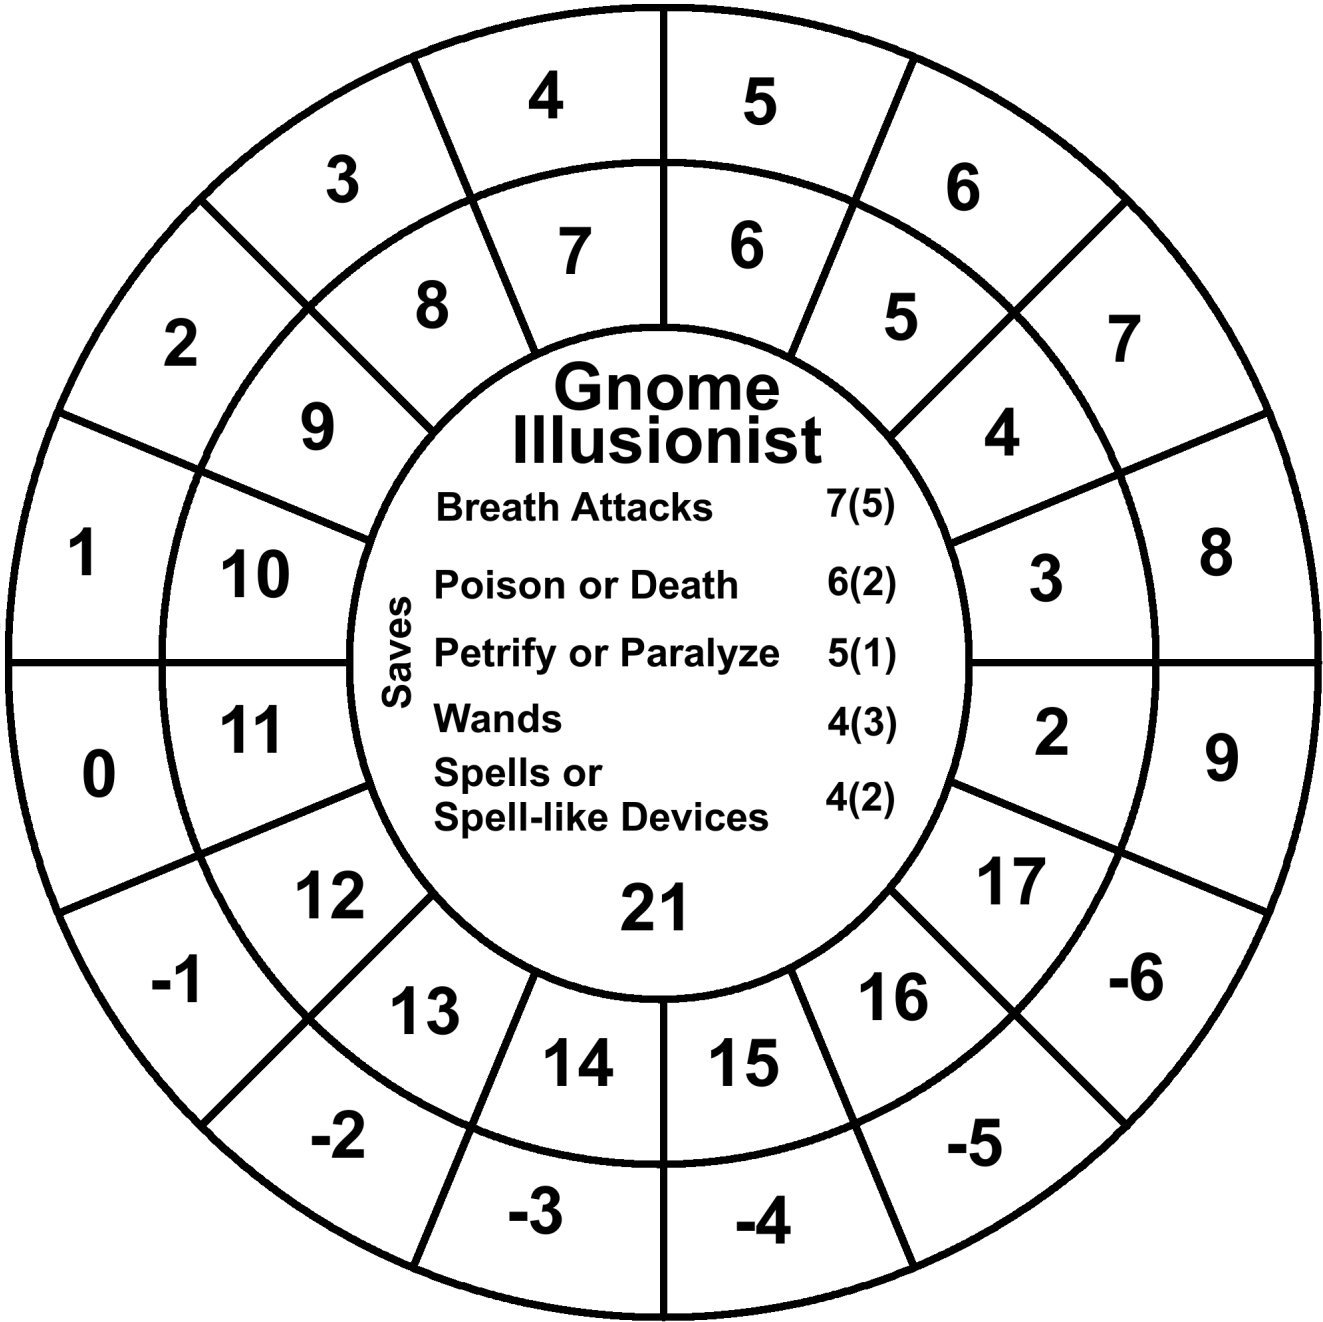 4 5
3 6
7 6
2 8 5 7
9 4
Gnome
Illusionist
Breath Attacks 7(5)
1 10 3 8
Poison or Death 6(2)
Saves
Petrify or Paralyze 5(1)
Wands 4(3)
0 11 2 9
Spells or
Spell-like Devices 4(2)
12 17
21
-1 13 16 -6
14 15
-2 -5
-3 -4